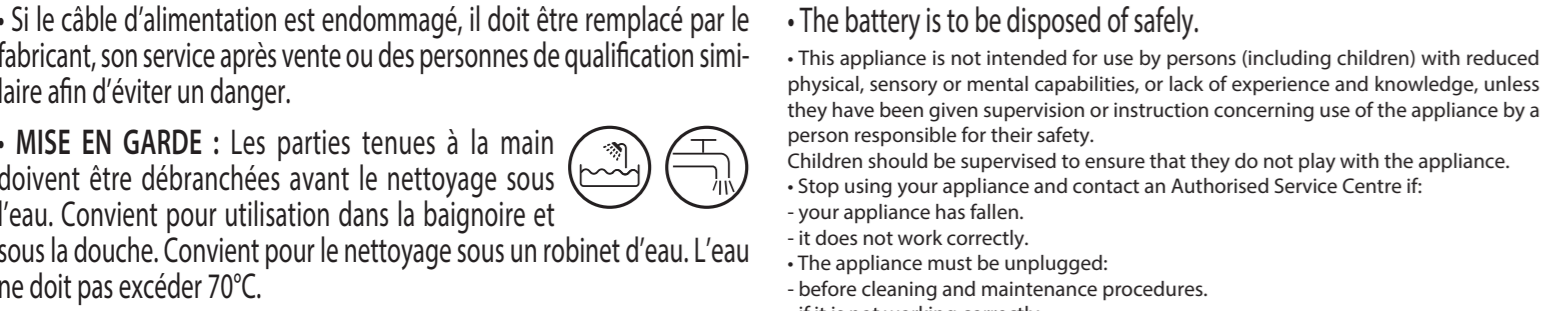 • Si le câble d’alimentation est endommagé, il doit être remplacé par le
fabricant, son service après vente ou des personnes de qualification simi-
laire afin d’éviter un danger.
• MISE EN GARDE : Les parties tenues à la main
doivent être débranchées avant le nettoyage sous
l’eau. Convient pour utilisation dans la baignoire et
sous la douche. Convient pour le nettoyage sous un robinet d’eau. L’eau
ne doit pas excéder 70°C.
• The battery is to be disposed of safely.
• This appliance is not intended for use by persons (including children) with reduced
physical, sensory or mental capabilities, or lack of experience and knowledge, unless
they have been given supervision or instruction concerning use of the appliance by a
person responsible for their safety.
Children should be supervised to ensure that they do not play with the appliance.
• Stop using your appliance and contact an Authorised Service Centre if:
- your appliance has fallen.
- it does not work correctly.
• The appliance must be unplugged:
- before cleaning and maintenance procedures.
- if it is not working correctly.